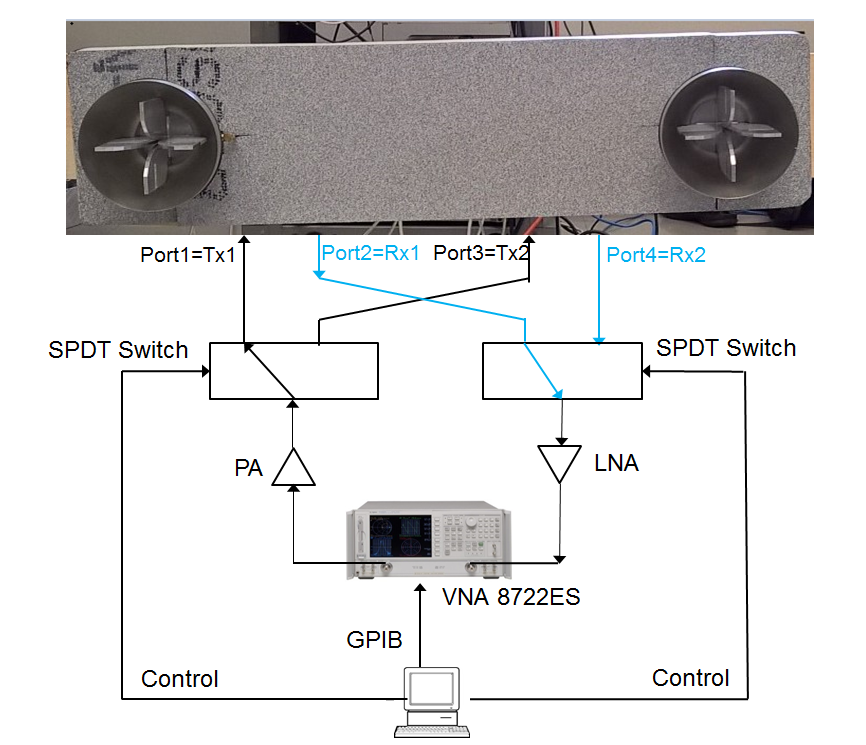 Port1=Tx1
Port2=Rx1
Port3=Tx2
Port4=Rx2
SPDT Switch
SPDT Switch
PA
LNA
VNA 8722ES
GPIB
Control
Control